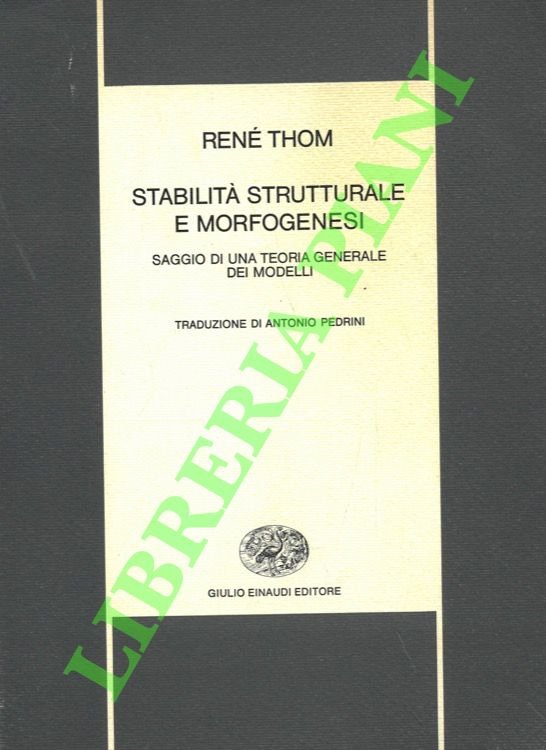 RENÉ THOM
STABILITÀ STRUTTURALE
E MORFOGENESI
SAGGIO DI UNA TEORIA GENERALE
DEI MODELLI
TRADUZIONE DI ANTONIO PEDRINI
GIULIO EINAUDI EDITORE
LIBRERIA PIANI